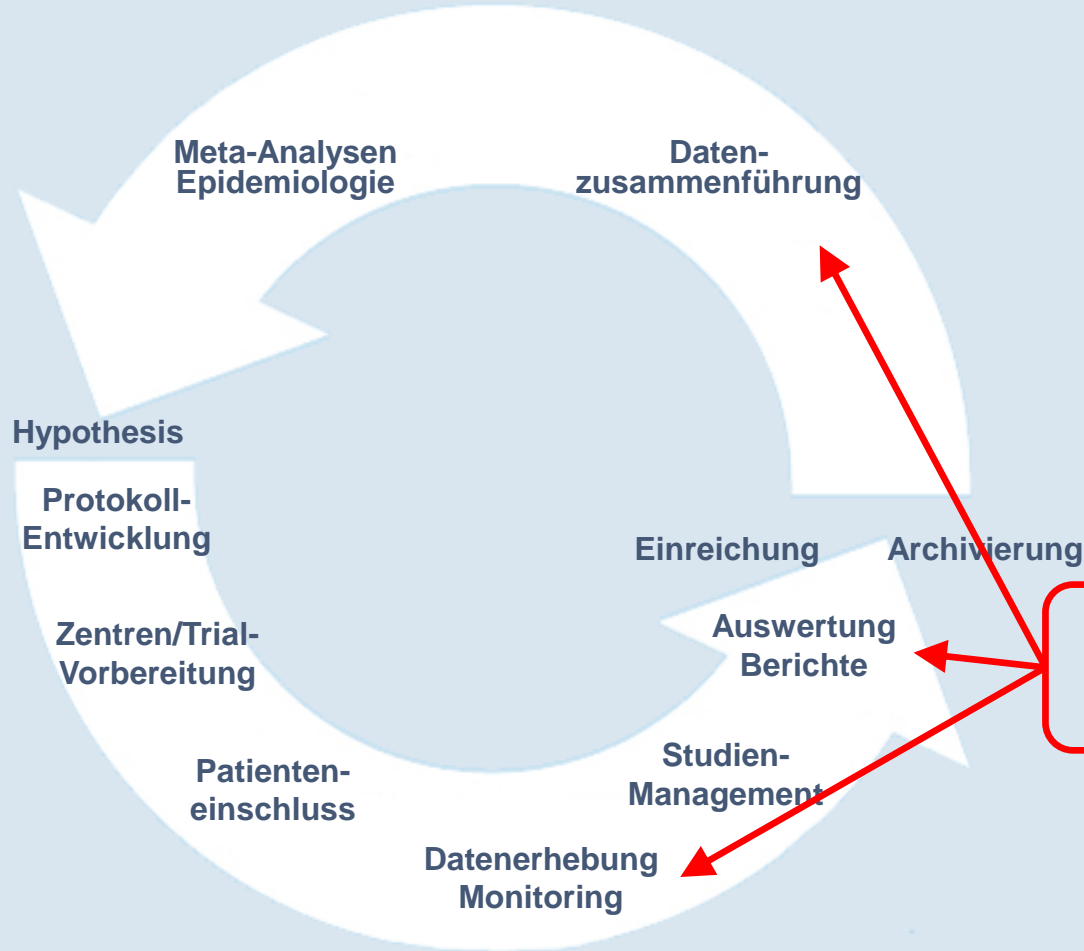 Meta-Analysen
Epidemiologie
Daten-
zusammenführung
Hypothesis
Protokoll-
Entwicklung
Einreichung
Archivierung
Zentren/Trial-
Vorbereitung
Auswertung
Berichte
Patienten-
einschluss
Studien-
Management
Datenerhebung
Monitoring